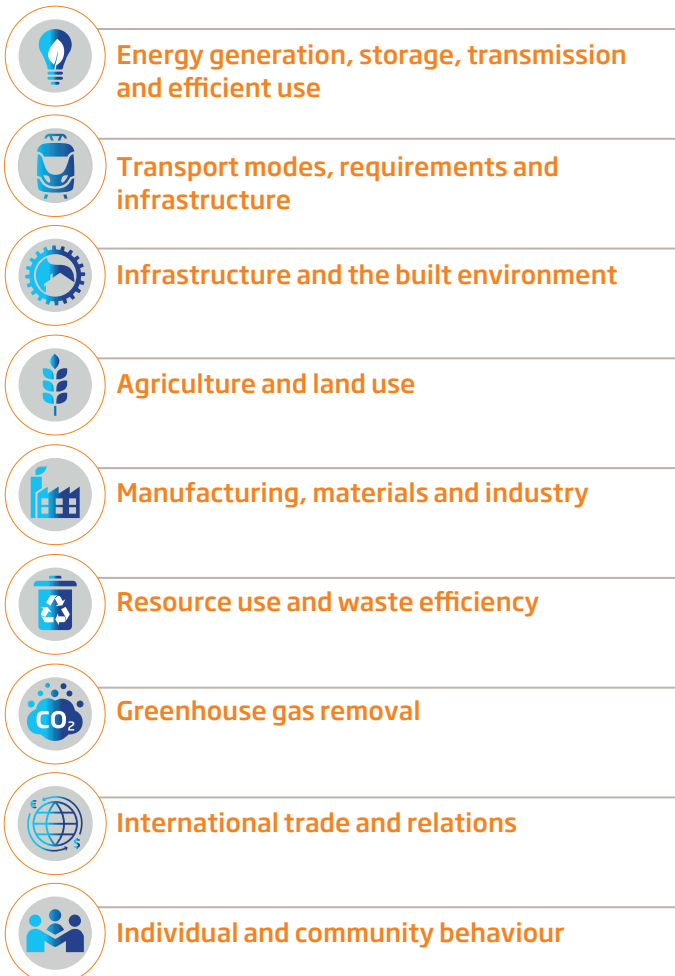 Energy generation, storage, transmission
and efficient use
Transport modes, requirements and
infrastructure
Infrastructure and the built environment
Agriculture and land use
Manufacturing, materials and industry
Resource use and waste efficiency
CO₂
Greenhouse gas removal
€
$
International trade and relations
Individual and community behaviour